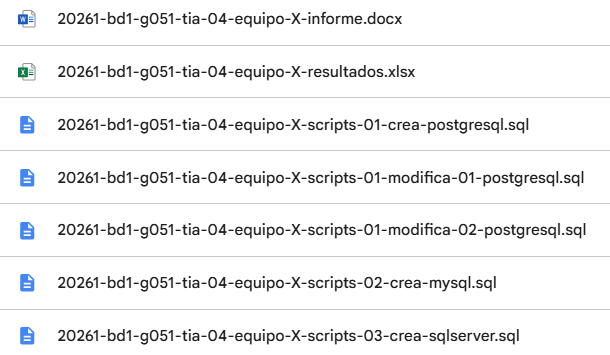 20261-bd1-g051-tia-04-equipo-X-informe.docx
20261-bd1-g051-tia-04-equipo-X-resultados.xlsx
20261-bd1-g051-tia-04-equipo-X-scripts-01-crea-postgresql.sql
20261-bd1-g051-tia-04-equipo-X-scripts-01-modifica-01-postgresql.sql
20261-bd1-g051-tia-04-equipo-X-scripts-01-modifica-02-postgresql.sql
20261-bd1-g051-tia-04-equipo-X-scripts-02-crea-mysql.sql
20261-bd1-g051-tia-04-equipo-X-scripts-03-crea-sqlserver.sql